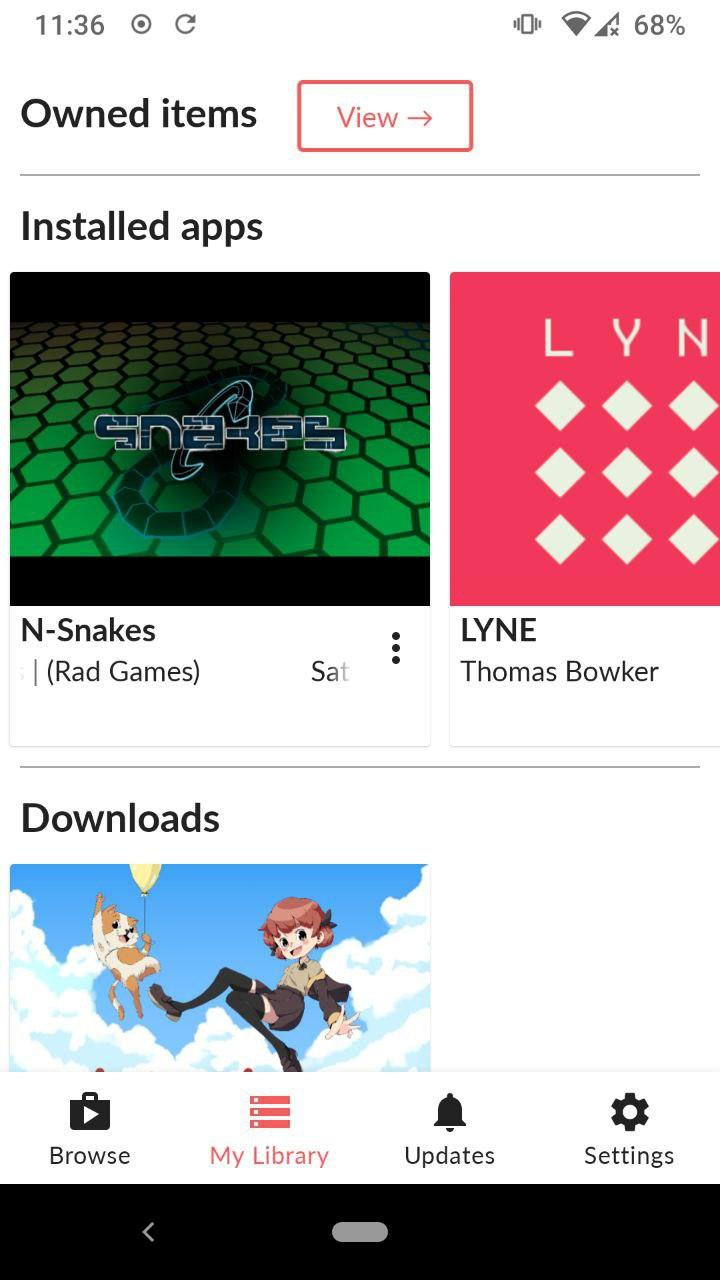 11:36 68%
Owned items
View →
Installed apps
snakes
L Y N
N-Snakes
| (Rad Games) Sat
LYNE
Thomas Bowker
Downloads
Browse My Library Updates Settings